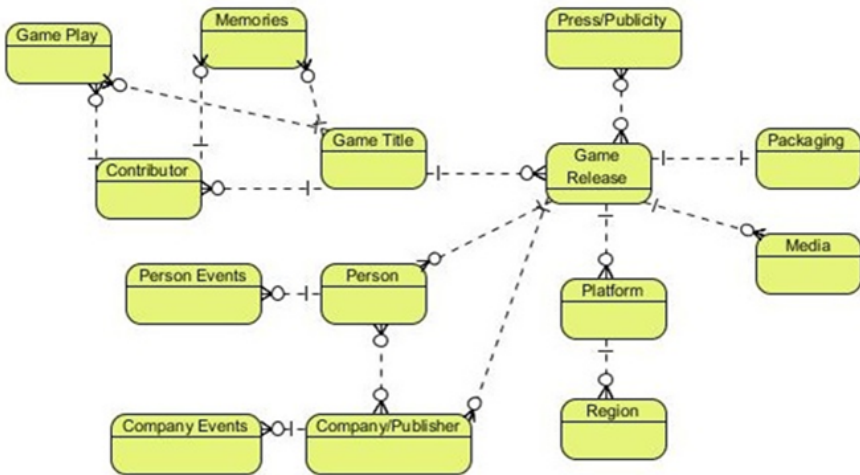 Game Play
Memories
Press/Publicity
Game Title
Game
Release
Packaging
Contributor
Media
Person Events
Person
Platform
Company Events
Company/Publisher
Region